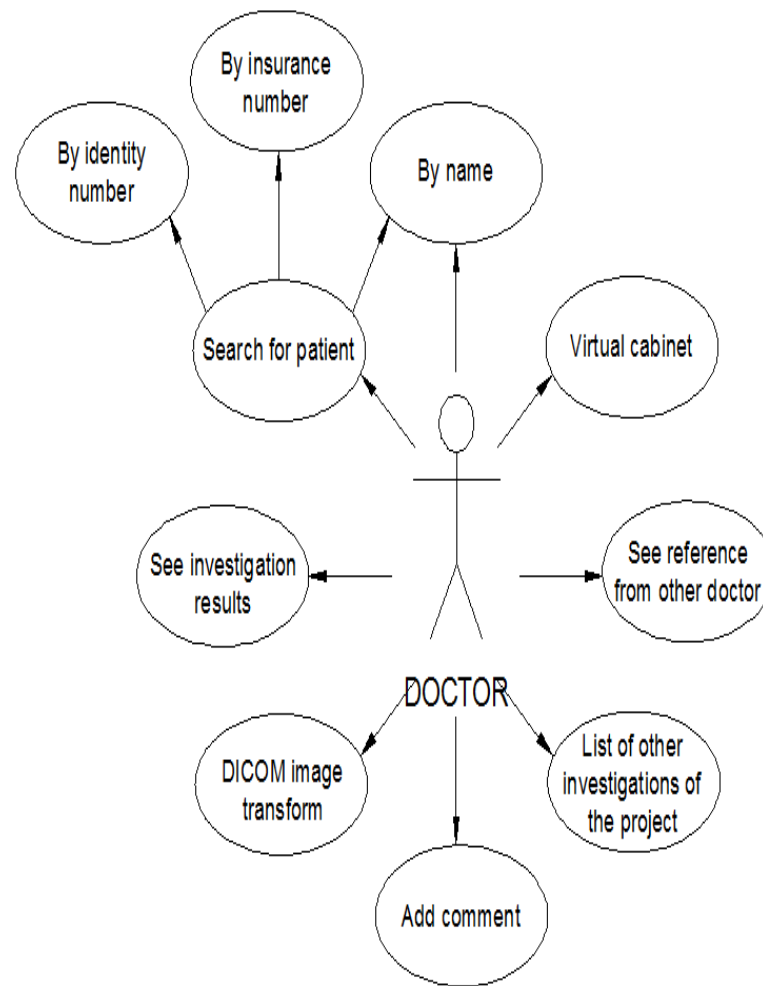 By insurance
number
By identity
number
By name
Search for patient
Virtual cabinet
See investigation
results
See reference
from other doctor
DOCTOR
DICOM image
transform
List of other
investigations of
the project
Add comment